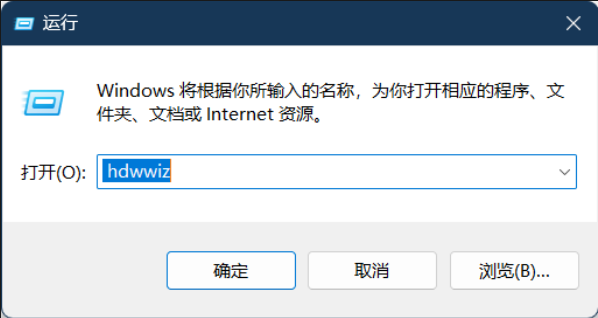 运行
Windows 将根据你所输入的名称，为你打开相应的程序、文
件夹、文档或 Internet 资源。
打开(O): hdwwiz
确定 取消 浏览(B)...